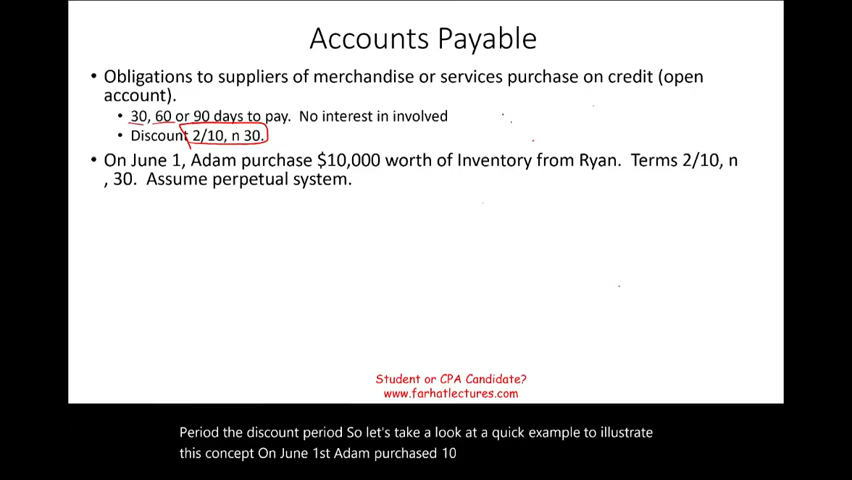 Accounts Payable
• Obligations to suppliers of merchandise or services purchase on credit (open
account).
• 30, 60 or 90 days to pay. No interest in involved
• Discount 2/10, n 30.
• On June 1, Adam purchase $10,000 worth of Inventory from Ryan. Terms 2/10, n
, 30. Assume perpetual system.
Student or CPA Candidate?
www.farhatlectures.com
Period the discount period So let's take a look at a quick example to illustrate
this concept On June 1st Adam purchased 10